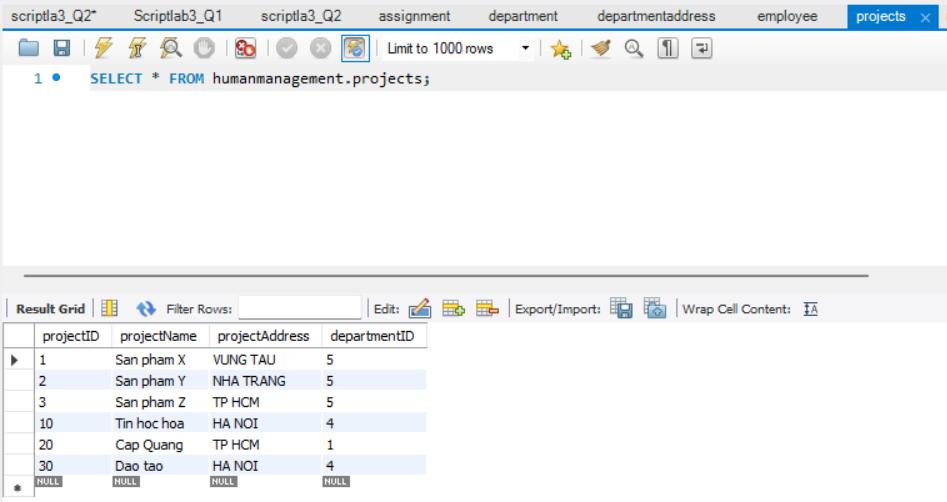 scriptla3_Q2* Scriptlab3_Q1 scriptla3_Q2 assignment department departmentaddress employee projects ×
Limit to 1000 rows
1 SELECT * FROM humanmanagement.projects;
Result Grid Filter Rows: Edit: Export/Import: Wrap Cell Content: IA
projectID projectName projectAddress departmentID
1 San pham X VUNG TAU 5
2 San pham Y NHA TRANG 5
3 San pham Z TP HCM 5
10 Tin hoc hoa HA NOI 4
20 Cap Quang TP HCM 1
30 Dao tao HA NOI 4
NULL NULL NULL NULL